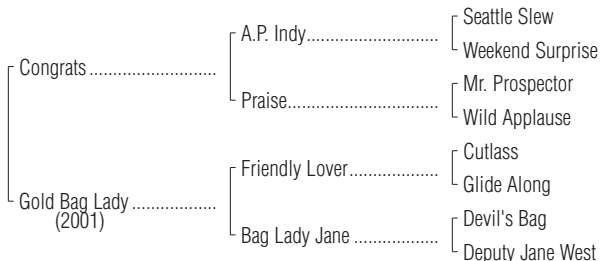 Seattle Slew
A.P. Indy..............................
Weekend Surprise
Congrats .............................
Mr. Prospector
Praise...................................
Wild Applause
Cutlass
Friendly Lover.....................
Glide Along
Gold Bag Lady ...................
(2001)
Devil's Bag
Bag Lady Jane ...................
Deputy Jane West